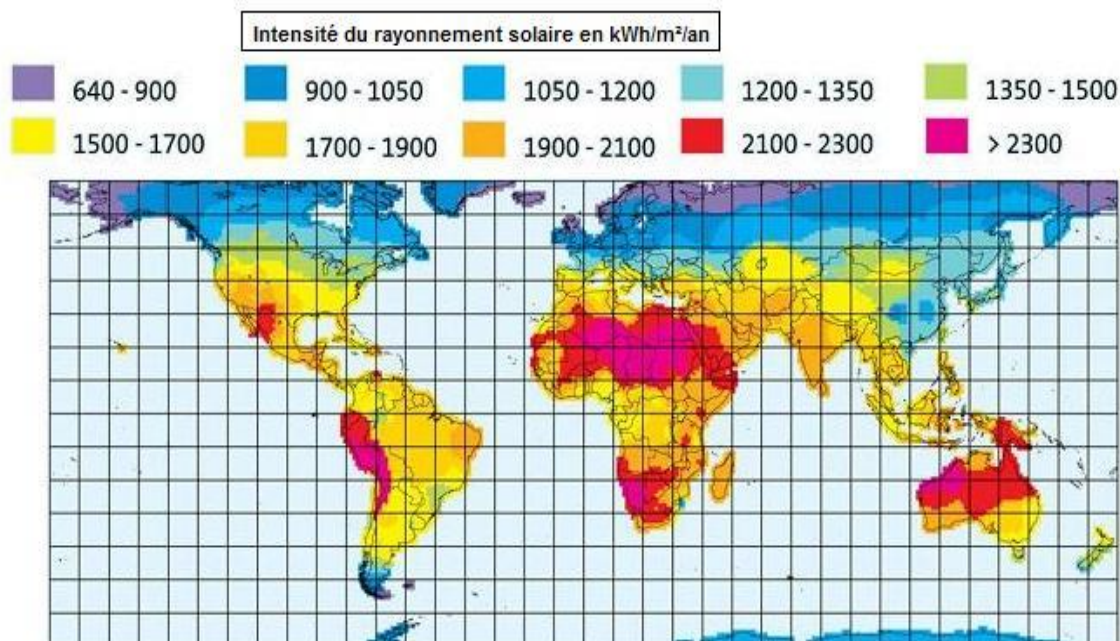 Intensité du rayonnement solaire en kWh/m²/an
640 - 900 900 - 1050 1050 - 1200 1200 - 1350 1350 - 1500
1500 - 1700 1700 - 1900 1900 - 2100 2100 - 2300 > 2300